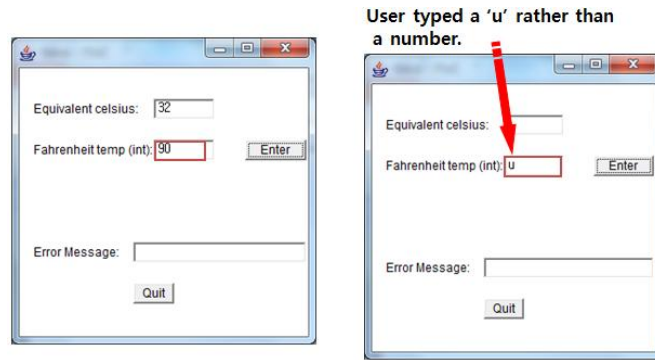 User typed a ‘u’ rather than
a number.
Equivalent celsius: 32
Fahrenheit temp (int): 90 Enter
Error Message:
Quit
Equivalent celsius:
Fahrenheit temp (int): u Enter
Error Message:
Quit